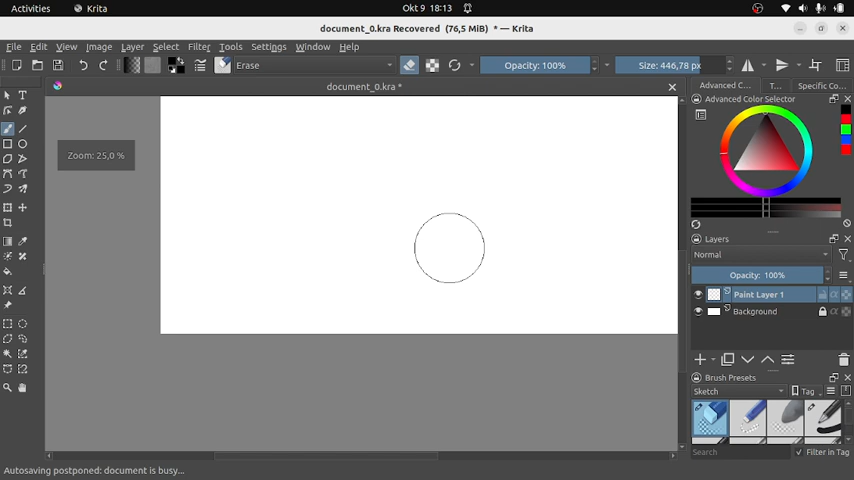 Activities Krita Okt 9 18:13
document_0.kra Recovered (76,5 MiB) * — Krita
File Edit View Image Layer Select Filter Tools Settings Window Help
Erase Opacity: 100% Size: 446,78 px
document_0.kra * Advanced C... T... Specific Co...
Advanced Color Selector
Zoom: 25,0 %
Layers
Normal
Opacity: 100%
Paint Layer 1
Background
Brush Presets
Sketch Tag
Search Filter in Tag
Autosaving postponed: document is busy...